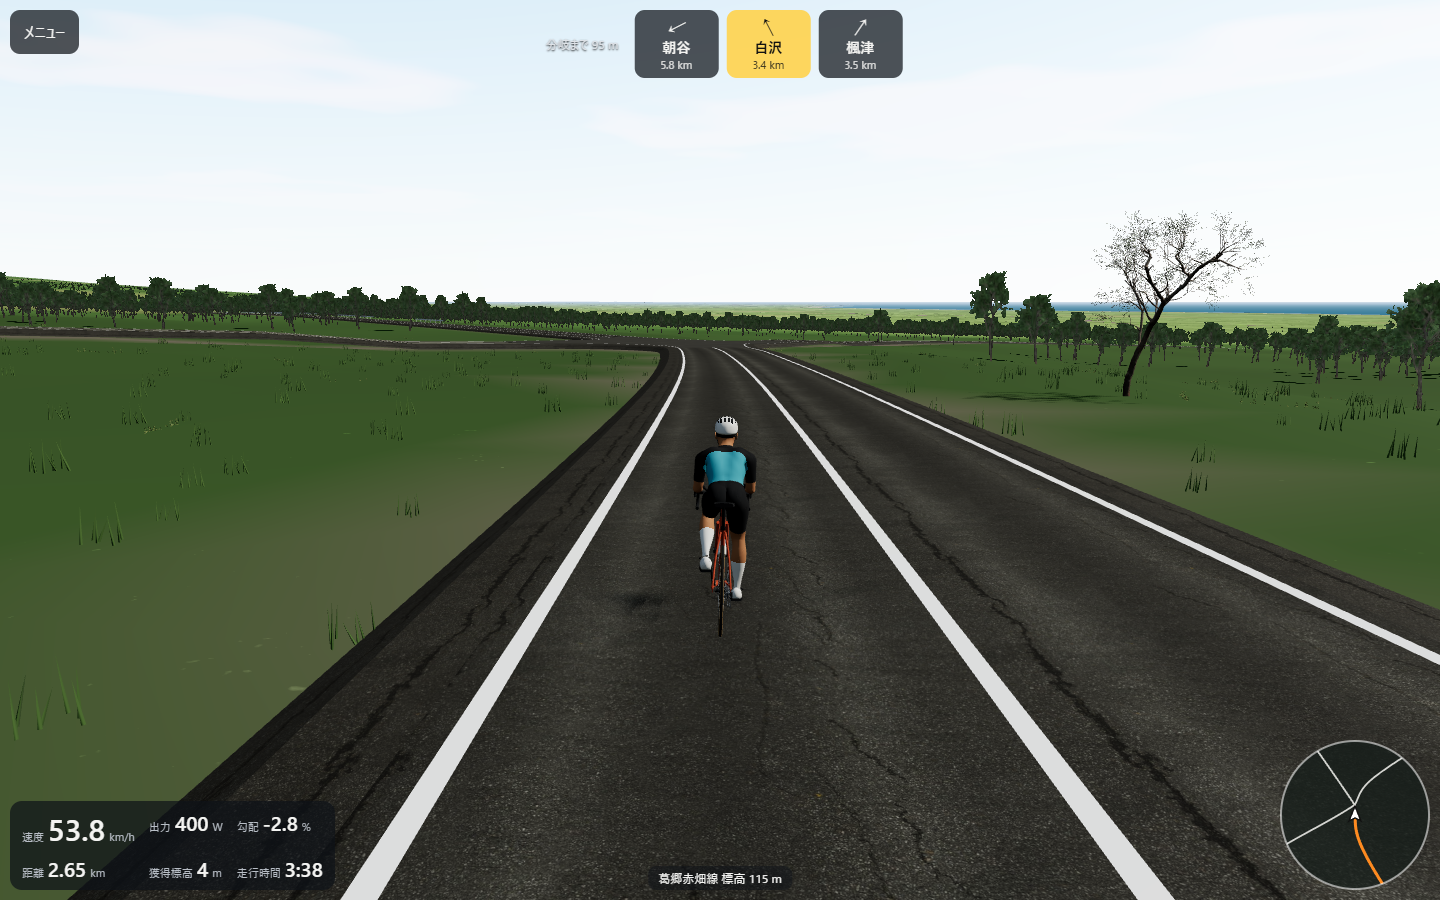 メニュー
分岐まで 95 m
朝谷
5.8 km
白沢
3.4 km
楓津
3.5 km
速度 53.8 km/h
出力 400 W
勾配 -2.8 %
距離 2.65 km
獲得標高 4 m
走行時間 3:38
葛郷赤畑線 標高 115 m